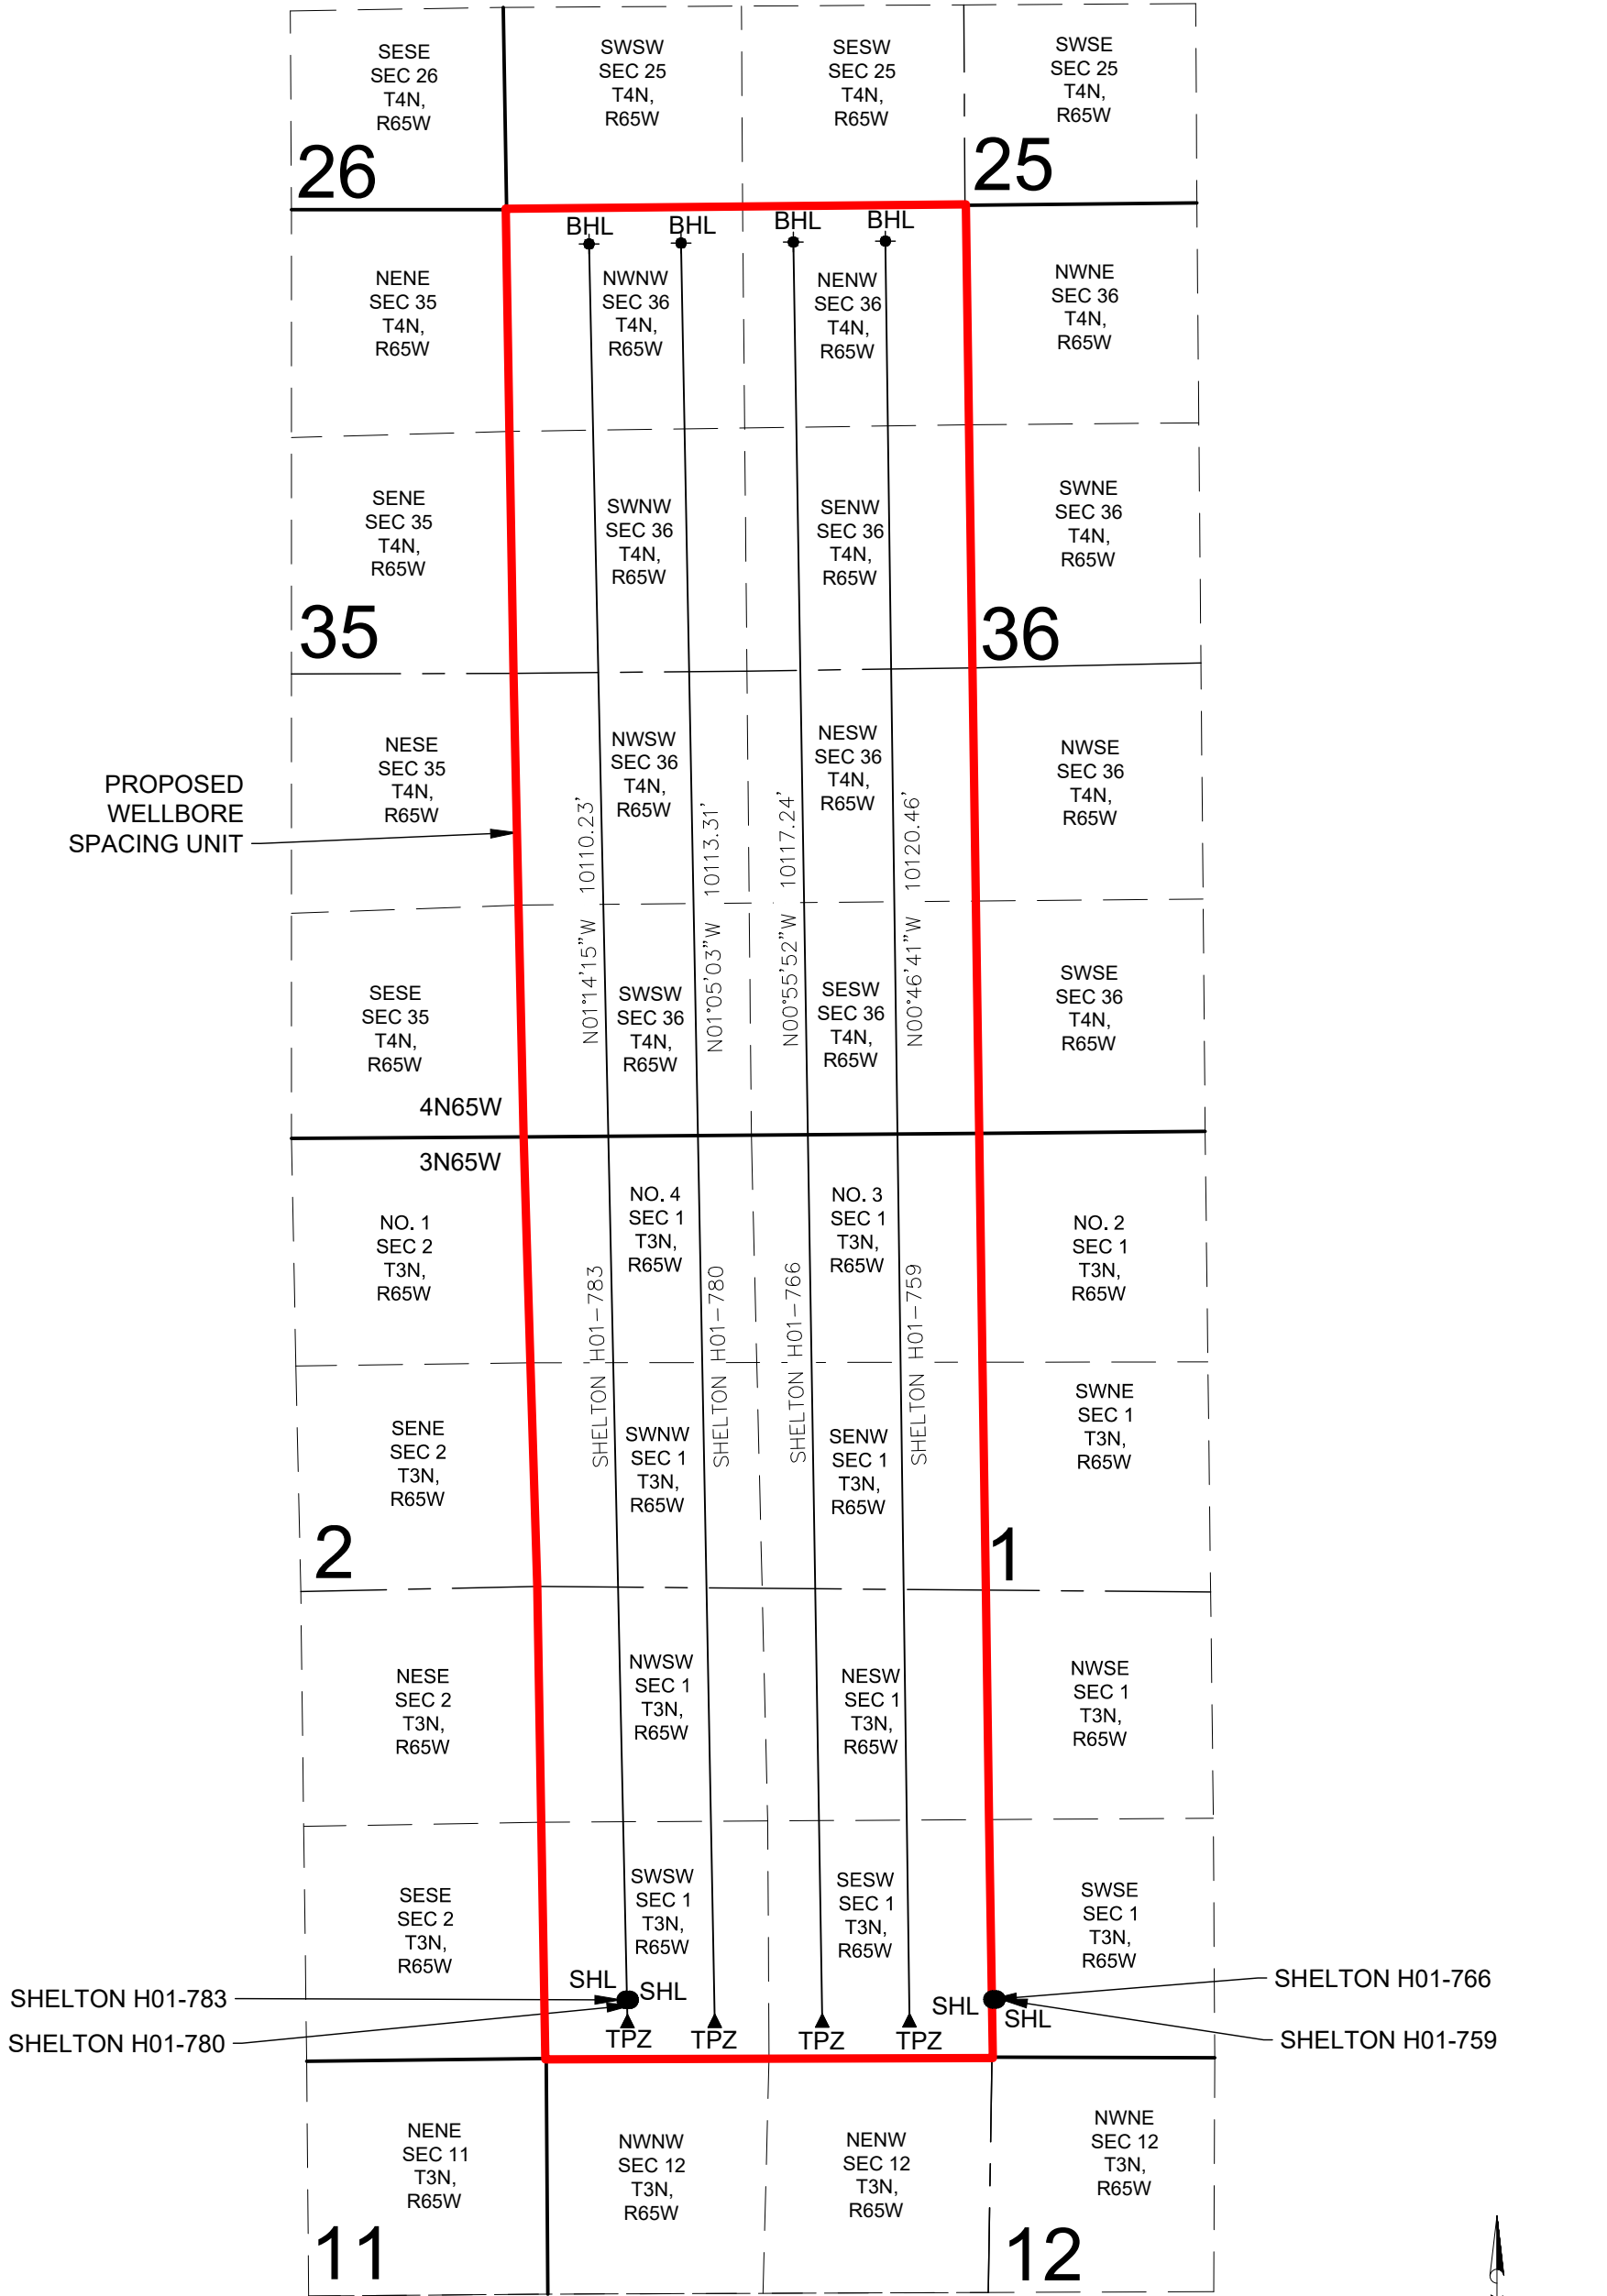 SESE
SEC 26
T4N,
R65W
SWSW
SEC 25
T4N,
R65W
SESW
SEC 25
T4N,
R65W
SWSE
SEC 25
T4N,
R65W
26
25
BHL
BHL
BHL
BHL
NENE
SEC 35
T4N,
R65W
NWNW
SEC 36
T4N,
R65W
NENW
SEC 36
T4N,
R65W
NWNE
SEC 36
T4N,
R65W
SENE
SEC 35
T4N,
R65W
SWNW
SEC 36
T4N,
R65W
SENW
SEC 36
T4N,
R65W
SWNE
SEC 36
T4N,
R65W
35
36
PROPOSED
WELLBORE
SPACING UNIT
NESE
SEC 35
T4N,
R65W
NWSW
SEC 36
T4N,
R65W
NESW
SEC 36
T4N,
R65W
NWSE
SEC 36
T4N,
R65W
N01°14'15"W 10110.23'
N01°05'03"W 10113.31'
N00°55'52"W 10117.24'
N00°46'41"W 10120.46'
SESE
SEC 35
T4N,
R65W
SWSW
SEC 36
T4N,
R65W
SESW
SEC 36
T4N,
R65W
SWSE
SEC 36
T4N,
R65W
4N65W
3N65W
NO. 1
SEC 2
T3N,
R65W
NO. 4
SEC 1
T3N,
R65W
NO. 3
SEC 1
T3N,
R65W
NO. 2
SEC 1
T3N,
R65W
SHELTON H01-783
SHELTON H01-780
SHELTON H01-766
SHELTON H01-759
SENE
SEC 2
T3N,
R65W
SWNW
SEC 1
T3N,
R65W
SENW
SEC 1
T3N,
R65W
SWNE
SEC 1
T3N,
R65W
2
1
NESE
SEC 2
T3N,
R65W
NWSW
SEC 1
T3N,
R65W
NESW
SEC 1
T3N,
R65W
NWSE
SEC 1
T3N,
R65W
SESE
SEC 2
T3N,
R65W
SWSW
SEC 1
T3N,
R65W
SESW
SEC 1
T3N,
R65W
SWSE
SEC 1
T3N,
R65W
SHELTON H01-783
SHELTON H01-780
SHL
SHL
SHL
SHL
SHELTON H01-766
SHELTON H01-759
TPZ
TPZ
TPZ
TPZ
NENE
SEC 11
T3N,
R65W
NWNW
SEC 12
T3N,
R65W
NENW
SEC 12
T3N,
R65W
NWNE
SEC 12
T3N,
R65W
11
12